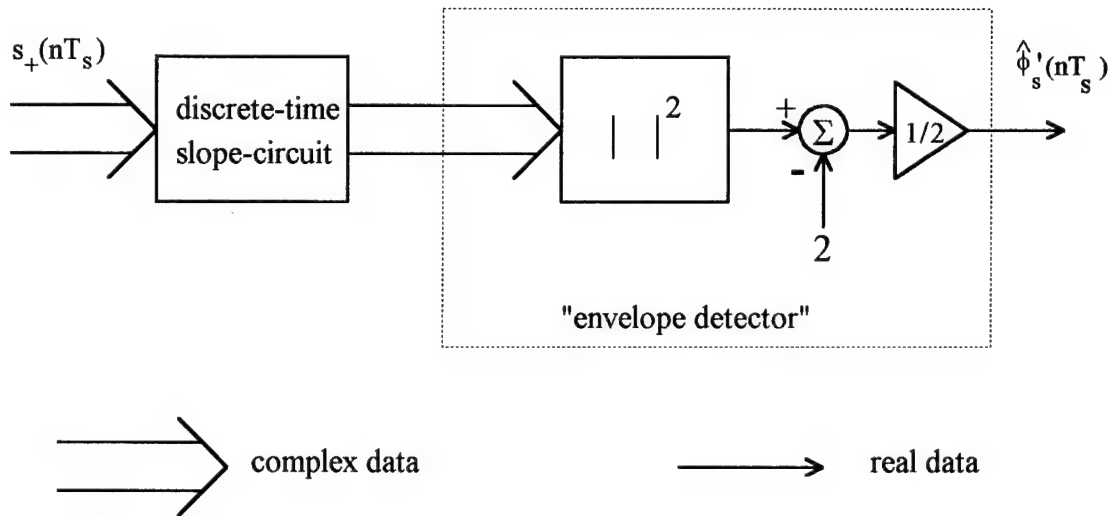 s₊(nTₛ)
discrete-time
slope-circuit
| |²
+
Σ
-
2
1/2
φ̂ₛ'(nTₛ)
"envelope detector"
complex data
real data